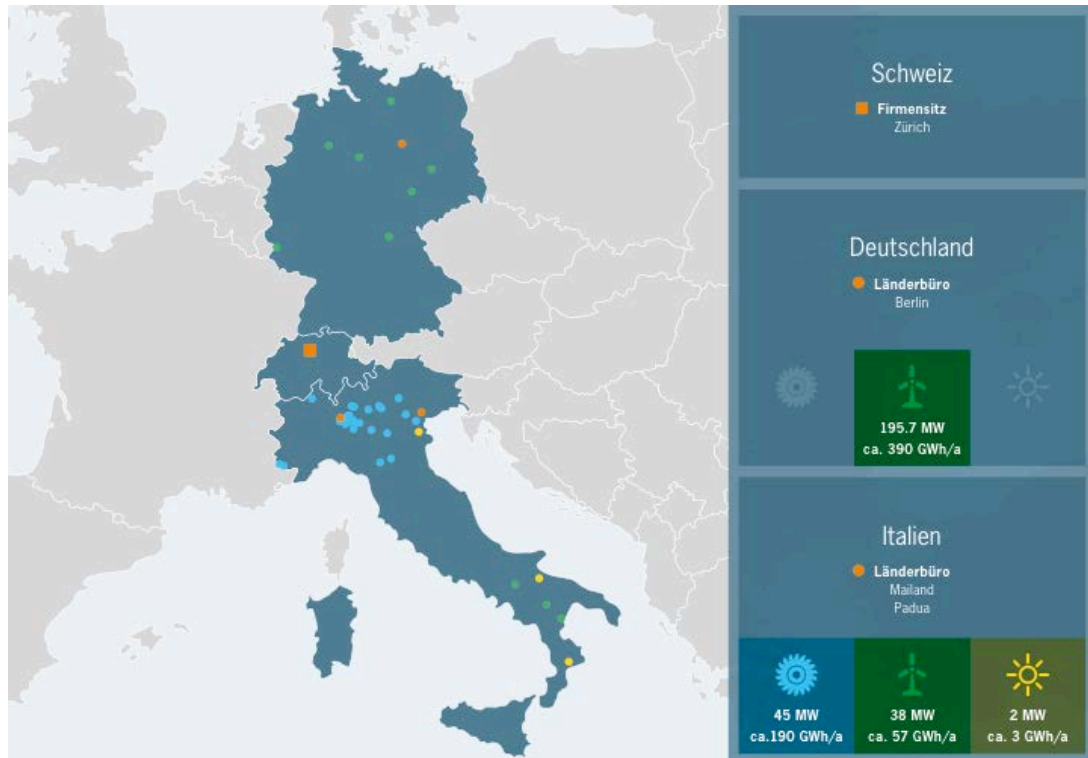 Schweiz
Firmensitz
Zürich
Deutschland
Länderbüro
Berlin
195.7 MW
ca. 390 GWh/a
Italien
Länderbüro
Mailand
Padua
45 MW
ca.190 GWh/a
38 MW
ca. 57 GWh/a
2 MW
ca. 3 GWh/a